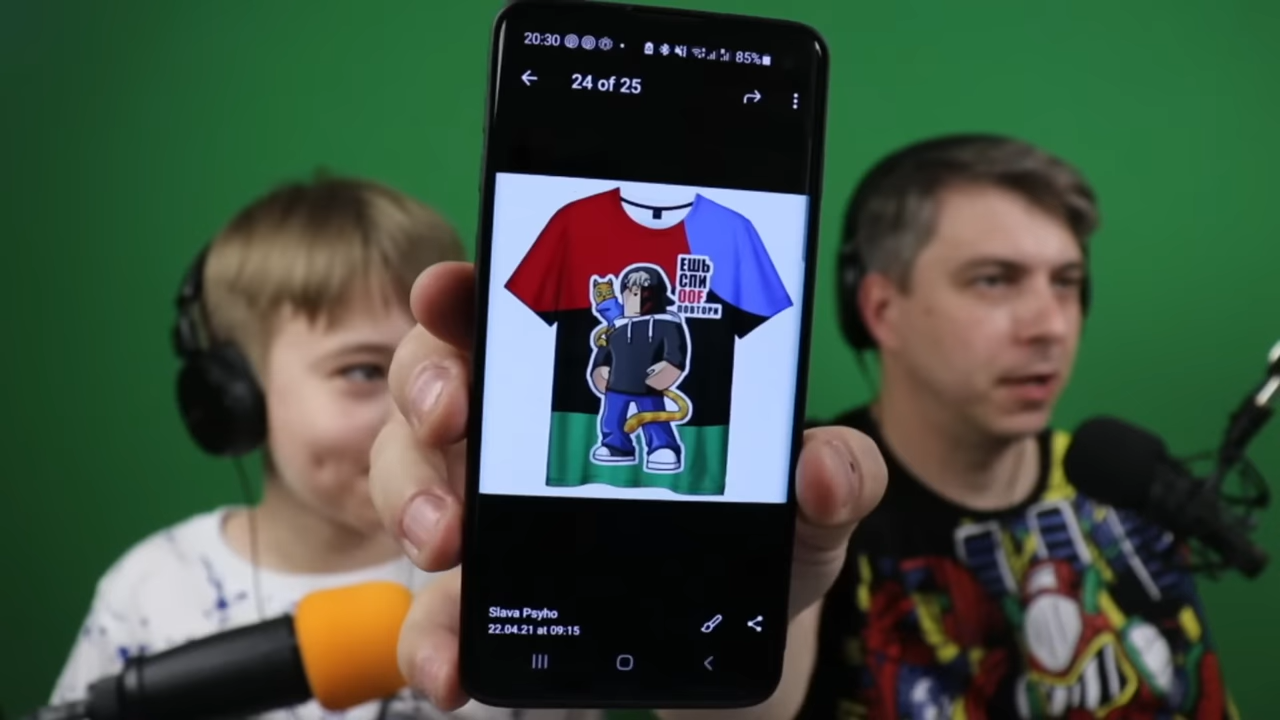 20:30
85%
24 of 25
ЕШЬ
СПИ
OOF
ПОВТОРИ
Slava Psyho
22.04.21 at 09:15